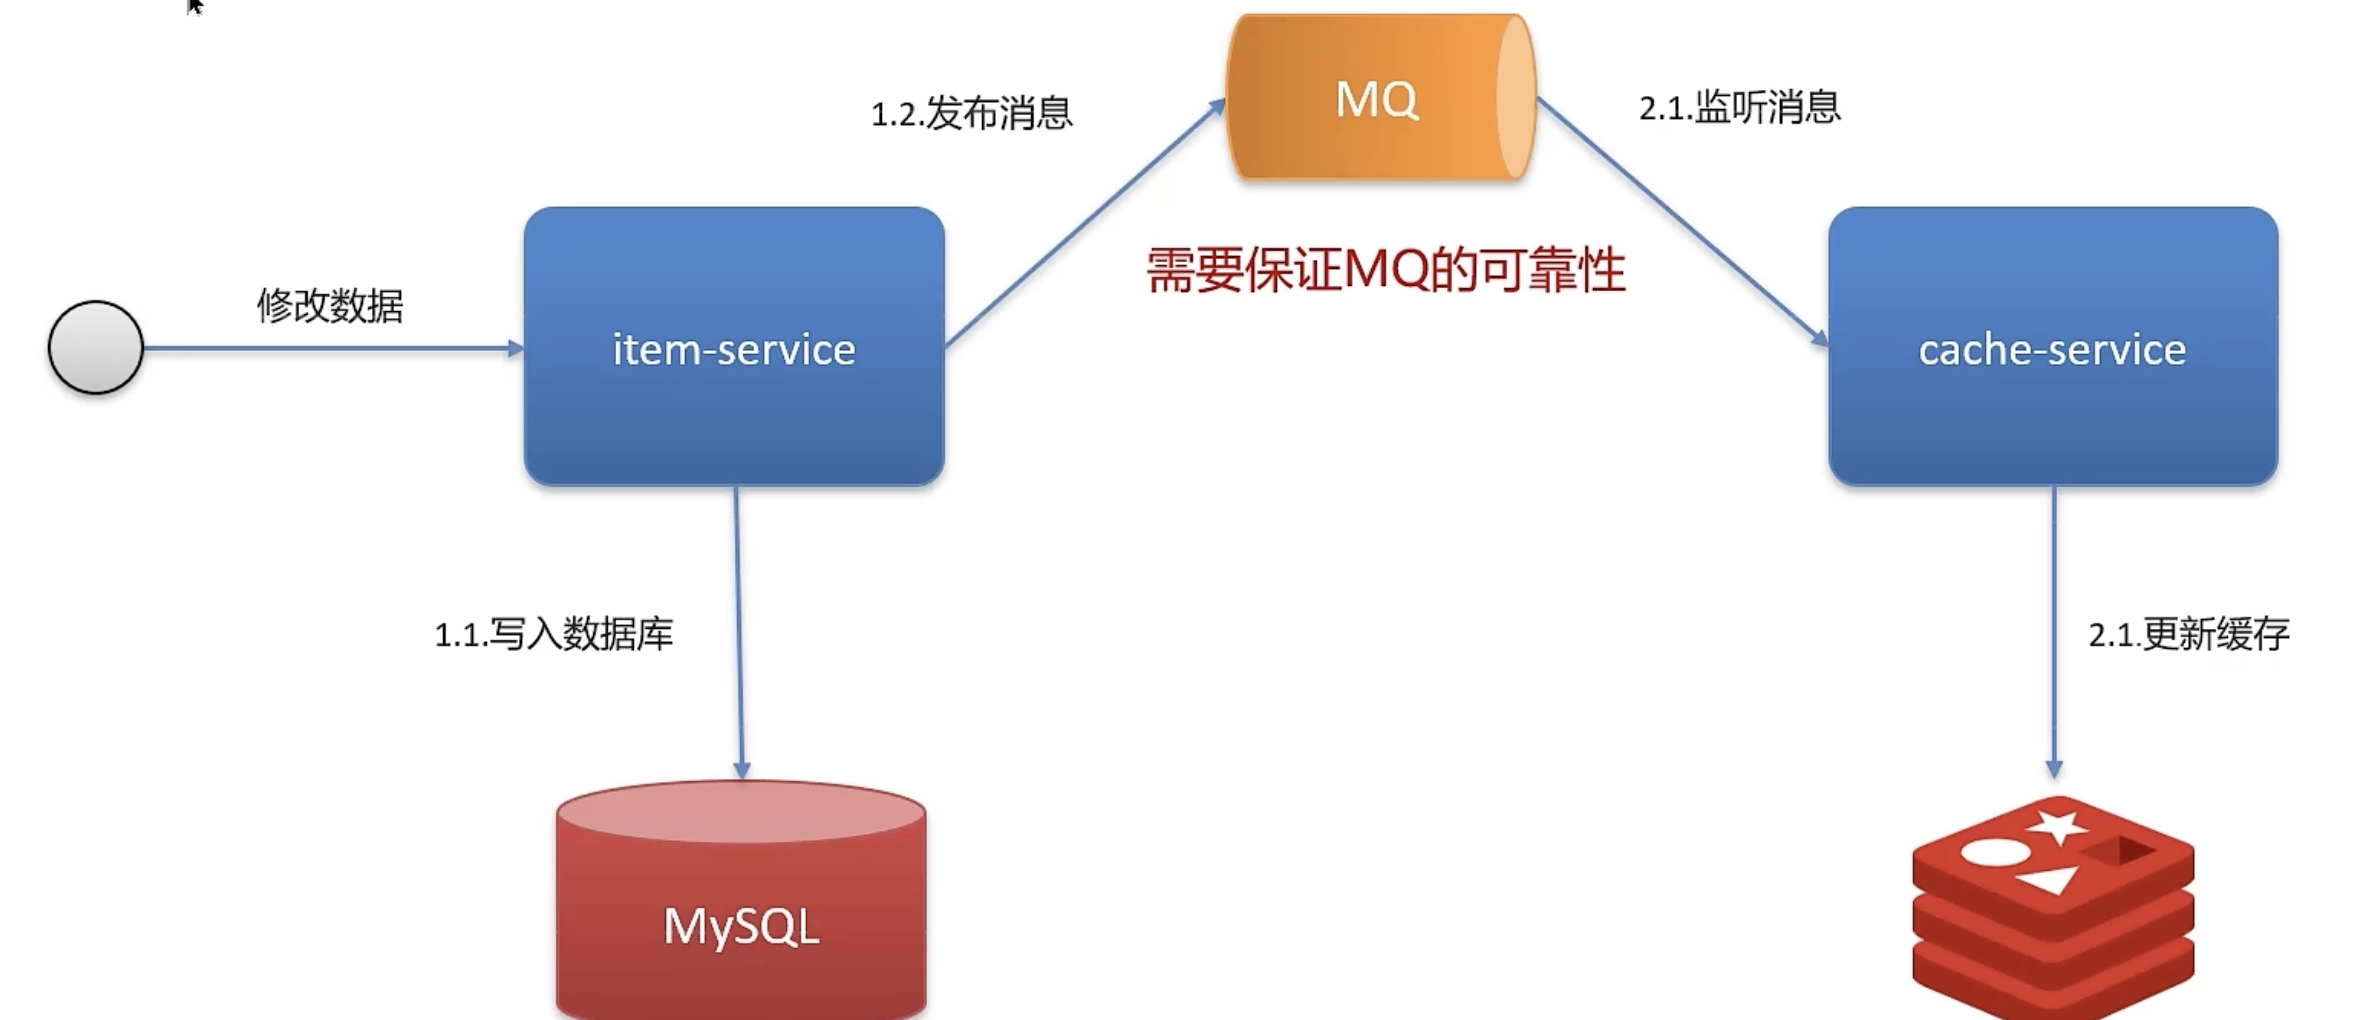 MQ
1.2.发布消息
2.1.监听消息
需要保证MQ的可靠性
修改数据
item-service
cache-service
1.1.写入数据库
2.1.更新缓存
MySQL